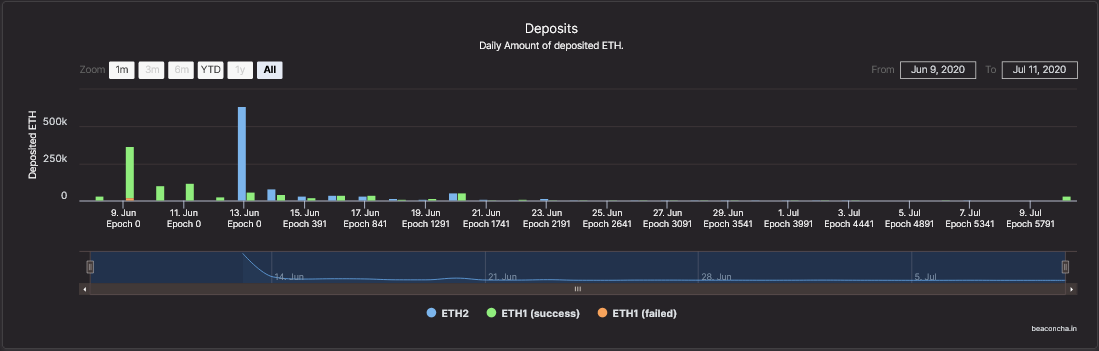 Deposits
Daily Amount of deposited ETH.
Zoom 1m 3m 6m YTD 1y All From Jun 9, 2020 To Jul 11, 2020
Deposited ETH
500k
250k
0
9. Jun 11. Jun 13. Jun 15. Jun 17. Jun 19. Jun 21. Jun 23. Jun 25. Jun 27. Jun 29. Jun 1. Jul 3. Jul 5. Jul 7. Jul 9. Jul
Epoch 0 Epoch 0 Epoch 0 Epoch 391 Epoch 841 Epoch 1291 Epoch 1741 Epoch 2191 Epoch 2641 Epoch 3091 Epoch 3541 Epoch 3991 Epoch 4441 Epoch 4891 Epoch 5341 Epoch 5791
14. Jun 21. Jun 28. Jun 5. Jul
ETH2 ETH1 (success) ETH1 (failed)
beaconcha.in